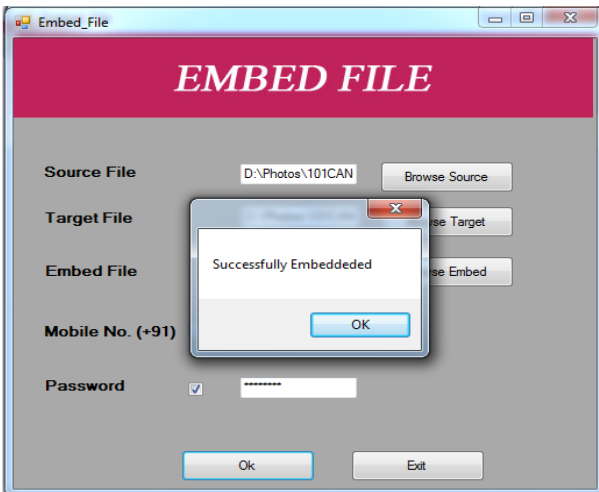 Embed_File
EMBED FILE
Source File D:\Photos\101CAN Browse Source
Target File se Target
Embed File se Embed
Successfully Embeddeded
OK
Mobile No. (+91)
Password ********
Ok Exit